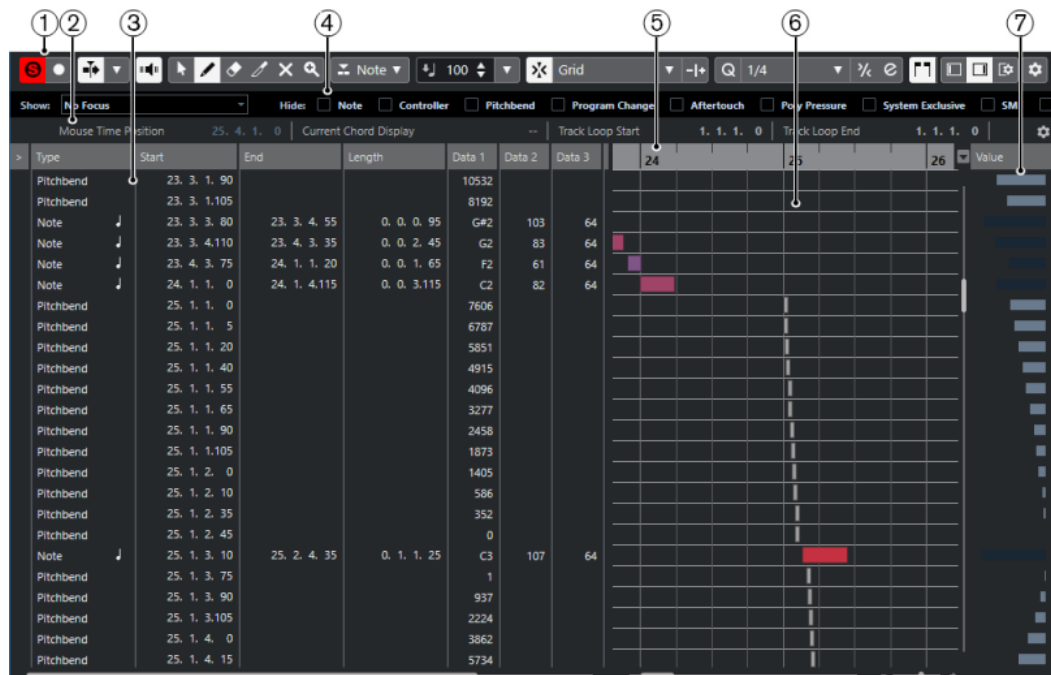 1 2 3 4 5 6 7
S Note 100 Grid Q 1/4
Show: No Focus Hide: Note Controller Pitchbend Program Change Aftertouch Poly Pressure System Exclusive SM
Mouse Time Position 25. 4. 1. 0 Current Chord Display -- Track Loop Start 1. 1. 1. 0 Track Loop End 1. 1. 1. 0
> Type Start End Length Data 1 Data 2 Data 3 24 25 26 Value
Pitchbend 23. 3. 1. 90 10532
Pitchbend 23. 3. 1.105 8192
Note 23. 3. 3. 80 23. 3. 4. 55 0. 0. 0. 95 G#2 103 64
Note 23. 3. 4.110 23. 4. 3. 35 0. 0. 2. 45 G2 83 64
Note 23. 4. 3. 75 24. 1. 1. 20 0. 0. 1. 65 F2 61 64
Note 24. 1. 1. 0 24. 1. 4.115 0. 0. 3.115 C2 82 64
Pitchbend 25. 1. 1. 0 7606
Pitchbend 25. 1. 1. 5 6787
Pitchbend 25. 1. 1. 20 5851
Pitchbend 25. 1. 1. 40 4915
Pitchbend 25. 1. 1. 55 4096
Pitchbend 25. 1. 1. 65 3277
Pitchbend 25. 1. 1. 90 2458
Pitchbend 25. 1. 1.105 1873
Pitchbend 25. 1. 2. 0 1405
Pitchbend 25. 1. 2. 10 586
Pitchbend 25. 1. 2. 35 352
Pitchbend 25. 1. 2. 45 0
Note 25. 1. 3. 10 25. 2. 4. 35 0. 1. 1. 25 C3 107 64
Pitchbend 25. 1. 3. 75 1
Pitchbend 25. 1. 3. 90 937
Pitchbend 25. 1. 3.105 2224
Pitchbend 25. 1. 4. 0 3862
Pitchbend 25. 1. 4. 15 5734